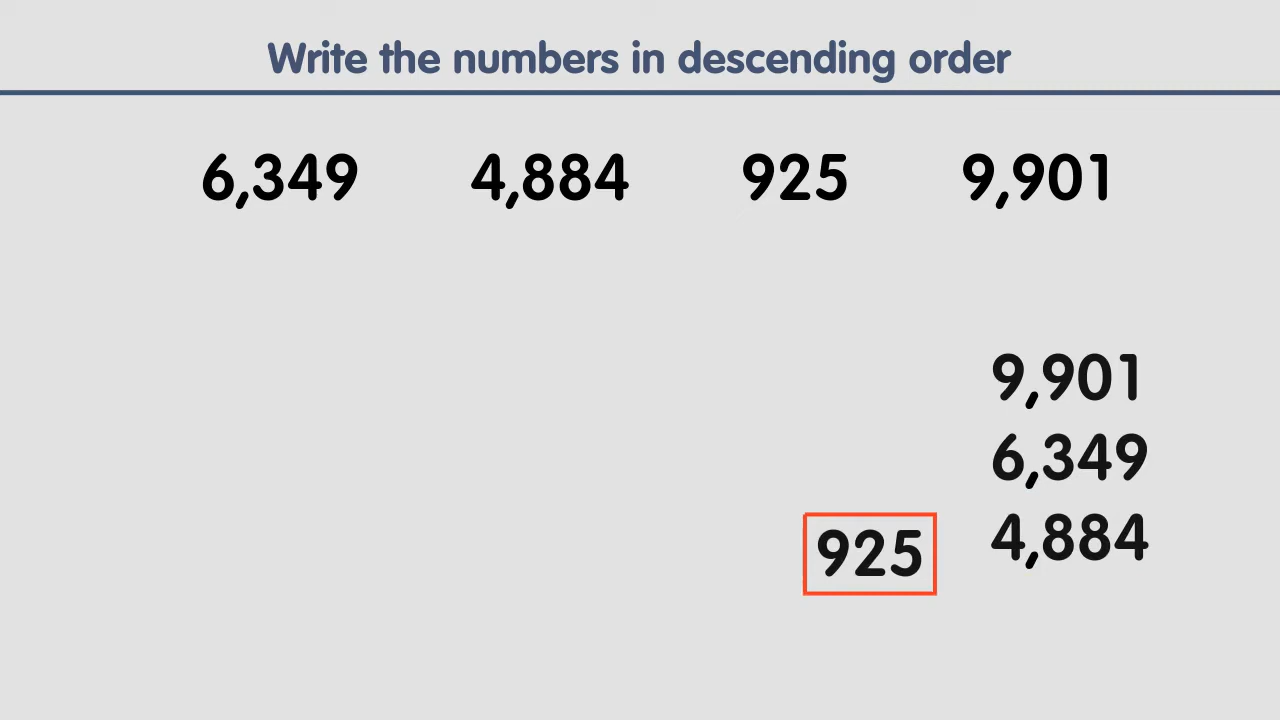 Write the numbers in descending order
6,349 4,884 925 9,901
9,901
6,349
4,884
925